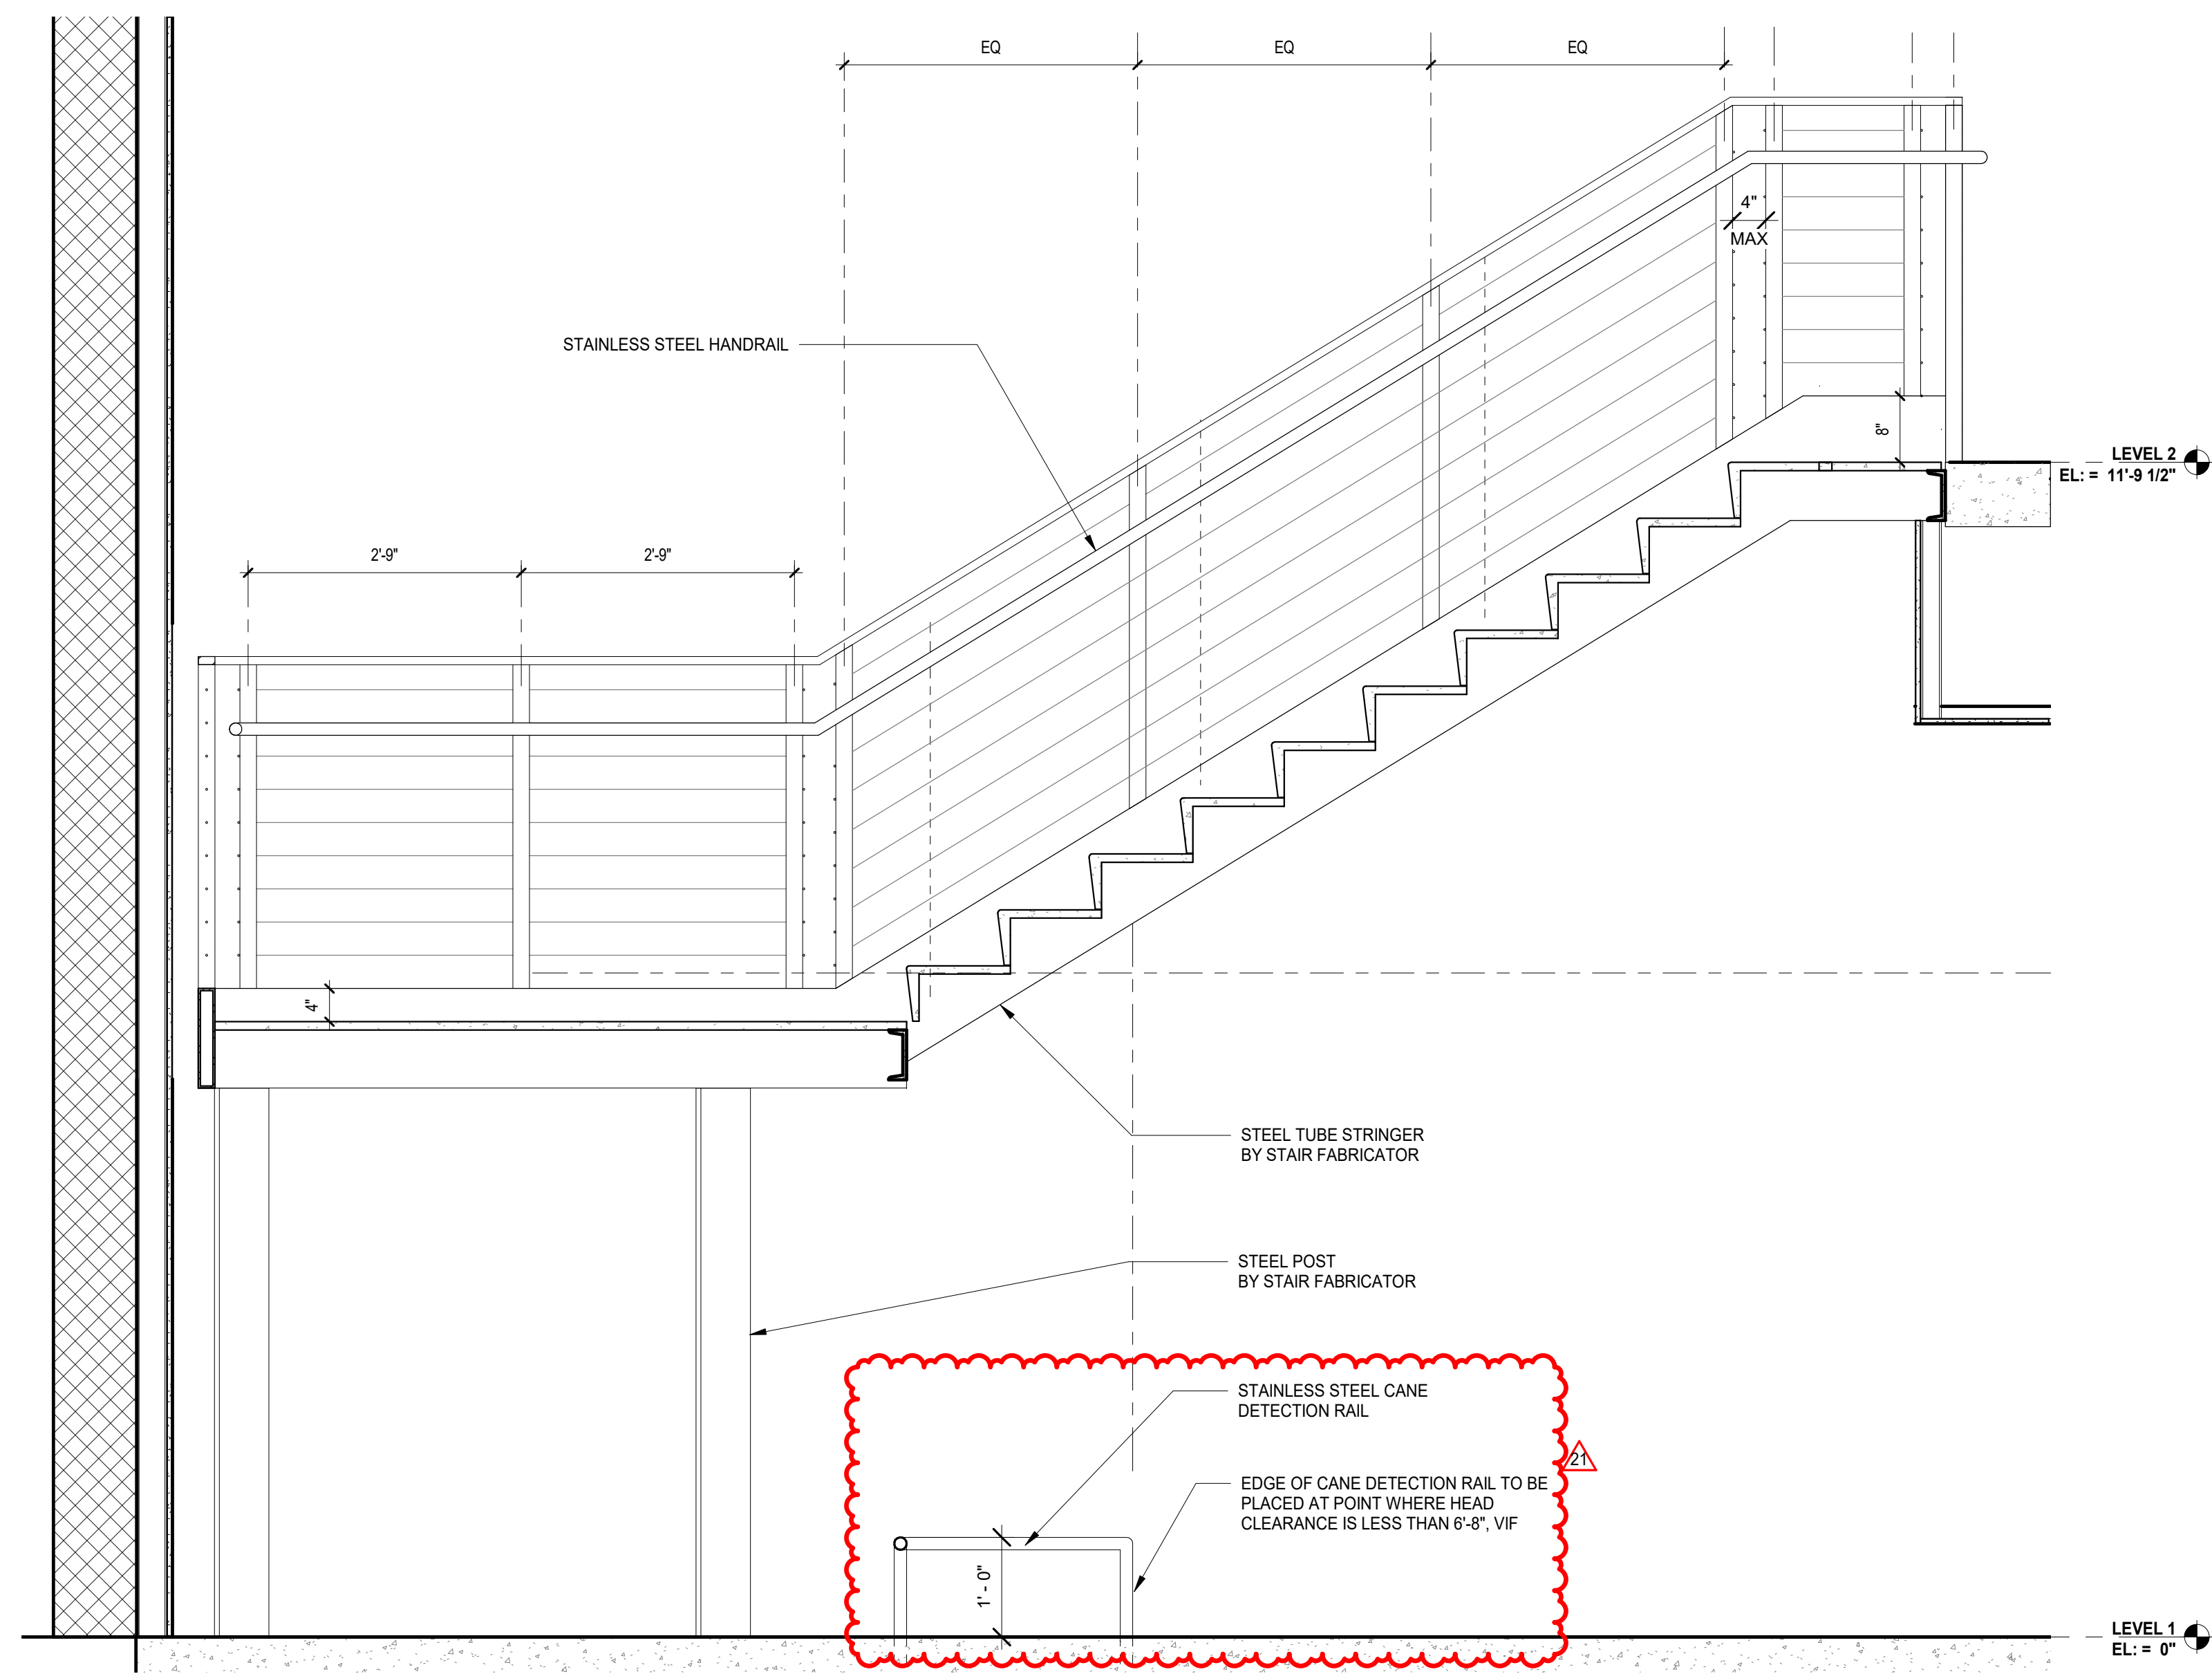 EQ
EQ
EQ
4"
MAX
STAINLESS STEEL HANDRAIL
8"
LEVEL 2
EL: = 11'-9 1/2"
2'-9"
2'-9"
4"
STEEL TUBE STRINGER
BY STAIR FABRICATOR
STEEL POST
BY STAIR FABRICATOR
STAINLESS STEEL CANE
DETECTION RAIL
21
EDGE OF CANE DETECTION RAIL TO BE
PLACED AT POINT WHERE HEAD
CLEARANCE IS LESS THAN 6'-8", VIF
1' - 0"
LEVEL 1
EL: = 0"